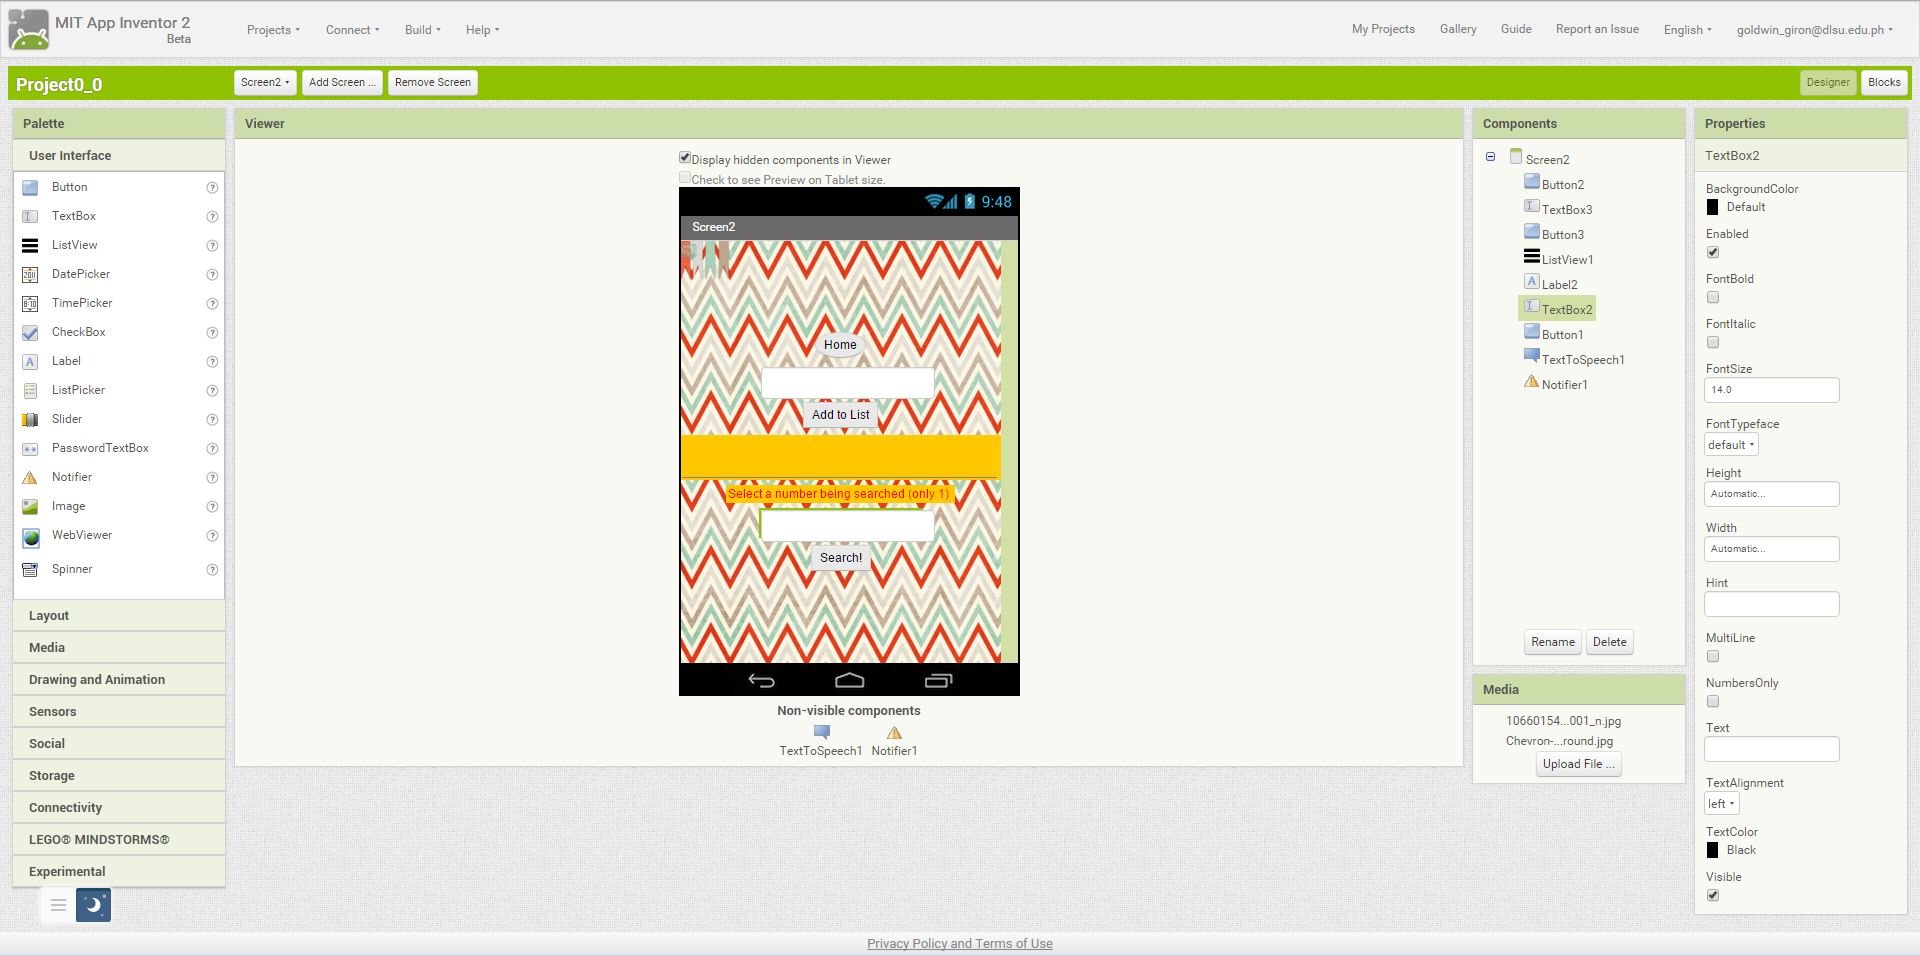 MIT App Inventor 2
Beta
Projects Connect Build Help
My Projects Gallery Guide Report an Issue English goldwin_giron@dlsu.edu.ph
Project0_0
Screen2 Add Screen ... Remove Screen
Designer Blocks
Palette
User Interface
Button ?
TextBox ?
ListView ?
DatePicker ?
TimePicker ?
CheckBox ?
Label ?
ListPicker ?
Slider ?
PasswordTextBox ?
Notifier ?
Image ?
WebViewer ?
Spinner ?
Layout
Media
Drawing and Animation
Sensors
Social
Storage
Connectivity
LEGO® MINDSTORMS®
Experimental
Viewer
Display hidden components in Viewer
Check to see Preview on Tablet size.
9:48
Screen2
Home
Add to List
Select a number being searched (only 1)
Search!
Non-visible components
TextToSpeech1 Notifier1
Components
Screen2
Button2
TextBox3
Button3
ListView1
Label2
TextBox2
Button1
TextToSpeech1
Notifier1
Rename Delete
Media
10660154...001_n.jpg
Chevron-...round.jpg
Upload File ...
Properties
TextBox2
BackgroundColor
Default
Enabled
FontBold
FontItalic
FontSize
14.0
FontTypeface
default
Height
Automatic...
Width
Automatic...
Hint
MultiLine
NumbersOnly
Text
TextAlignment
left
TextColor
Black
Visible
Privacy Policy and Terms of Use